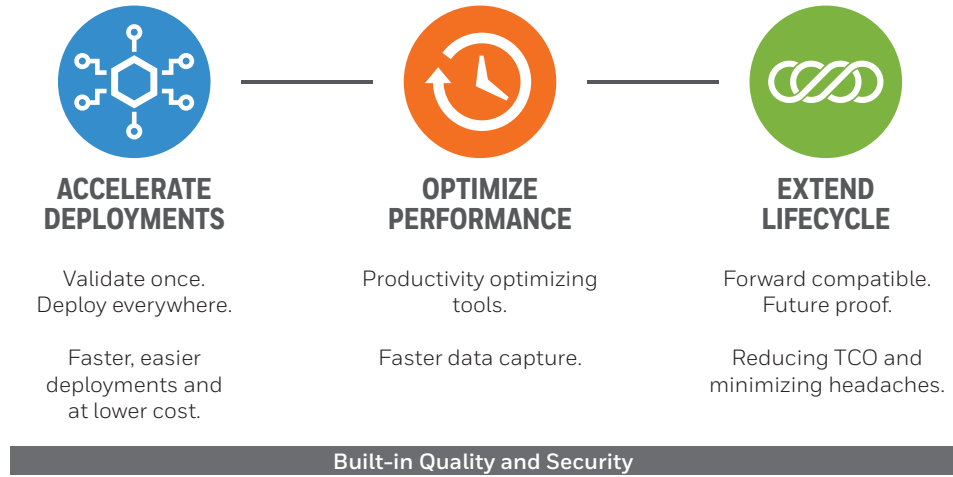 ACCELERATE
DEPLOYMENTS
Validate once.
Deploy everywhere.
Faster, easier
deployments and
at lower cost.
OPTIMIZE
PERFORMANCE
Productivity optimizing
tools.
Faster data capture.
EXTEND
LIFECYCLE
Forward compatible.
Future proof.
Reducing TCO and
minimizing headaches.
Built-in Quality and Security